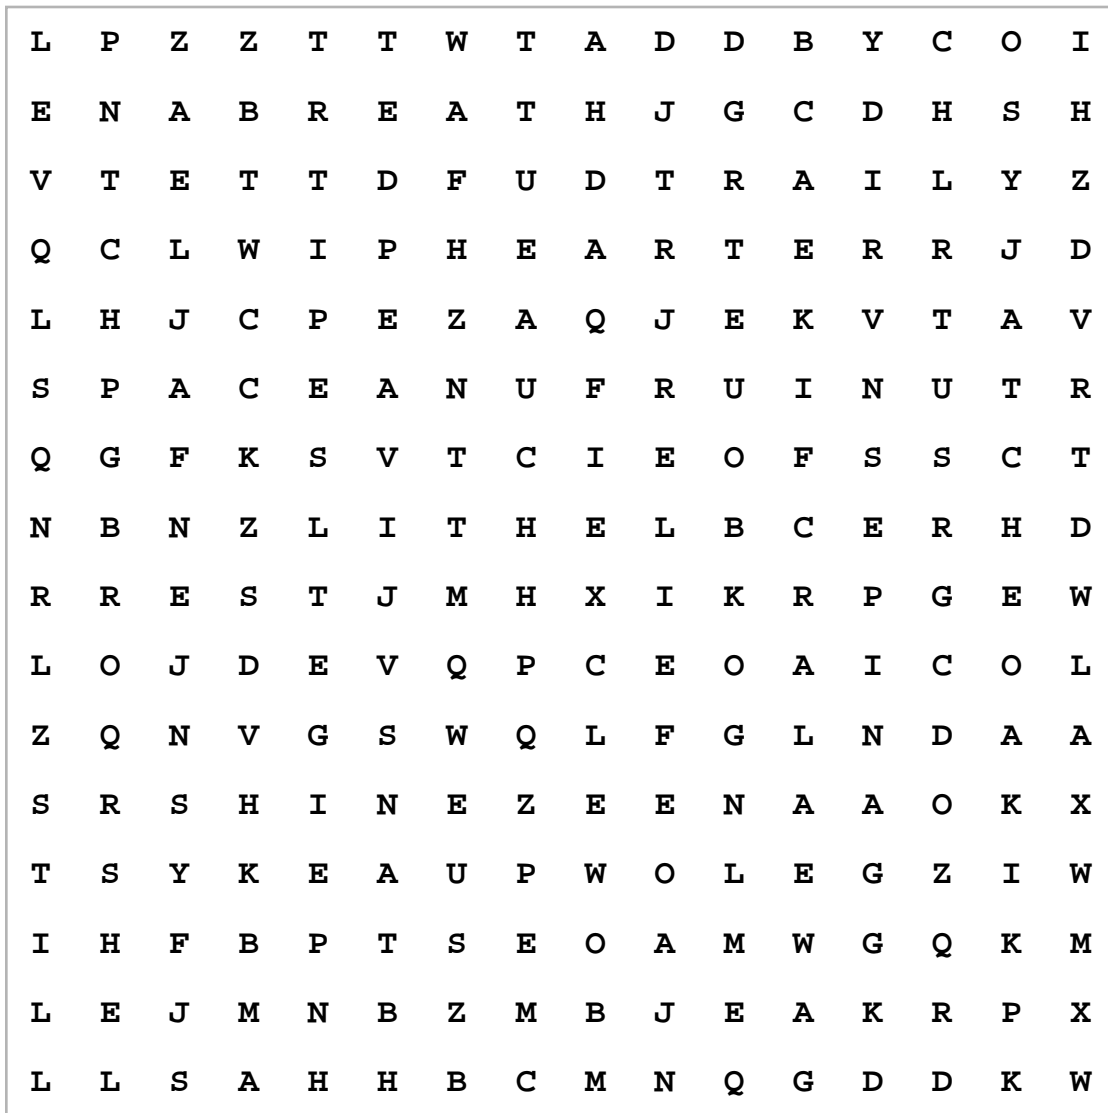 L P Z Z T T W T A D D B Y C O I
E N A B R E A T H J G C D H S H
V T E T T D F U D T R A I L Y Z
Q C L W I P H E A R T E R R J D
L H J C P E Z A Q J E K V T A V
S P A C E A N U F R U I N U T R
Q G F K S V T C I E O F S S C T
N B N Z L I T H E L B C E R H D
R R E S T J M H X I K R P G E W
L O J D E V Q P C E O A I C O L
Z Q N V G S W Q L F G L N D A A
S R S H I N E Z E E N A A O K X
T S Y K E A U P W O L E G Z I W
I H F B P T S E O A M W G Q K M
L E J M N B Z M B J E A K R P X
L L S A H H B C M N Q G D D K W